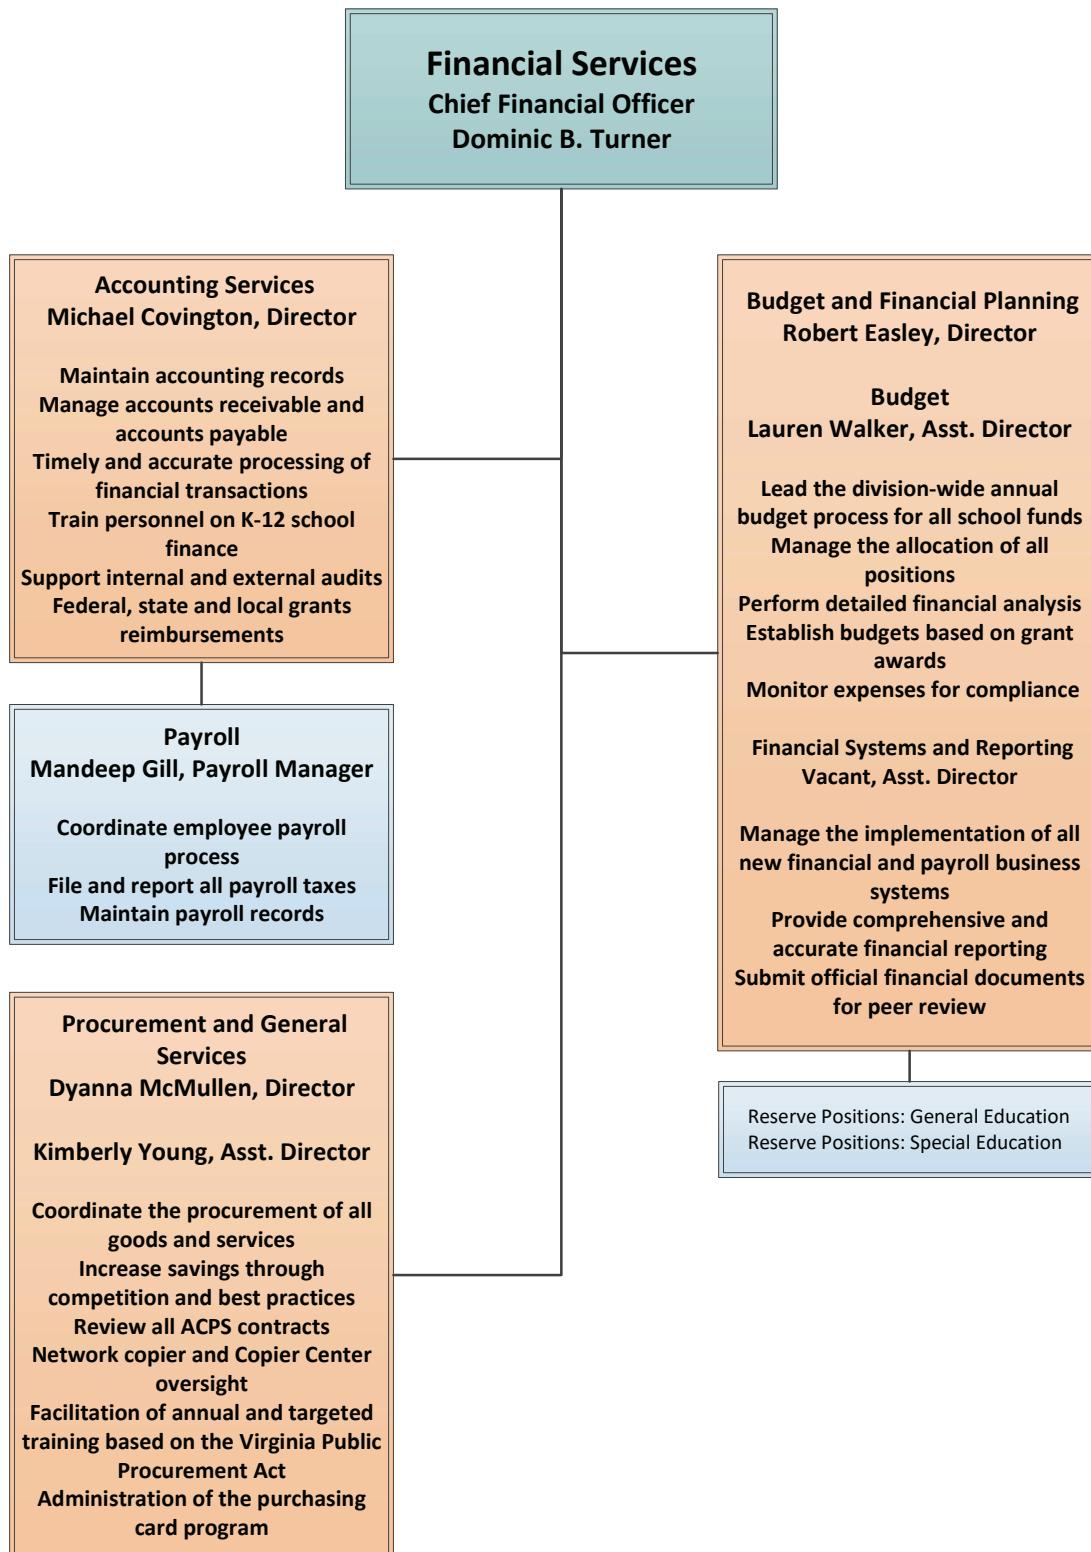 Financial Services
Chief Financial Officer
Dominic B. Turner
Accounting Services
Michael Covington, Director
Maintain accounting records
Manage accounts receivable and
accounts payable
Timely and accurate processing of
financial transactions
Train personnel on K-12 school
finance
Support internal and external audits
Federal, state and local grants
reimbursements
Payroll
Mandeep Gill, Payroll Manager
Coordinate employee payroll
process
File and report all payroll taxes
Maintain payroll records
Procurement and General
Services
Dyanna McMullen, Director
Kimberly Young, Asst. Director
Coordinate the procurement of all
goods and services
Increase savings through
competition and best practices
Review all ACPS contracts
Network copier and Copier Center
oversight
Facilitation of annual and targeted
training based on the Virginia Public
Procurement Act
Administration of the purchasing
card program
Budget and Financial Planning
Robert Easley, Director
Budget
Lauren Walker, Asst. Director
Lead the division-wide annual
budget process for all school funds
Manage the allocation of all
positions
Perform detailed financial analysis
Establish budgets based on grant
awards
Monitor expenses for compliance
Financial Systems and Reporting
Vacant, Asst. Director
Manage the implementation of all
new financial and payroll business
systems
Provide comprehensive and
accurate financial reporting
Submit official financial documents
for peer review
Reserve Positions: General Education
Reserve Positions: Special Education